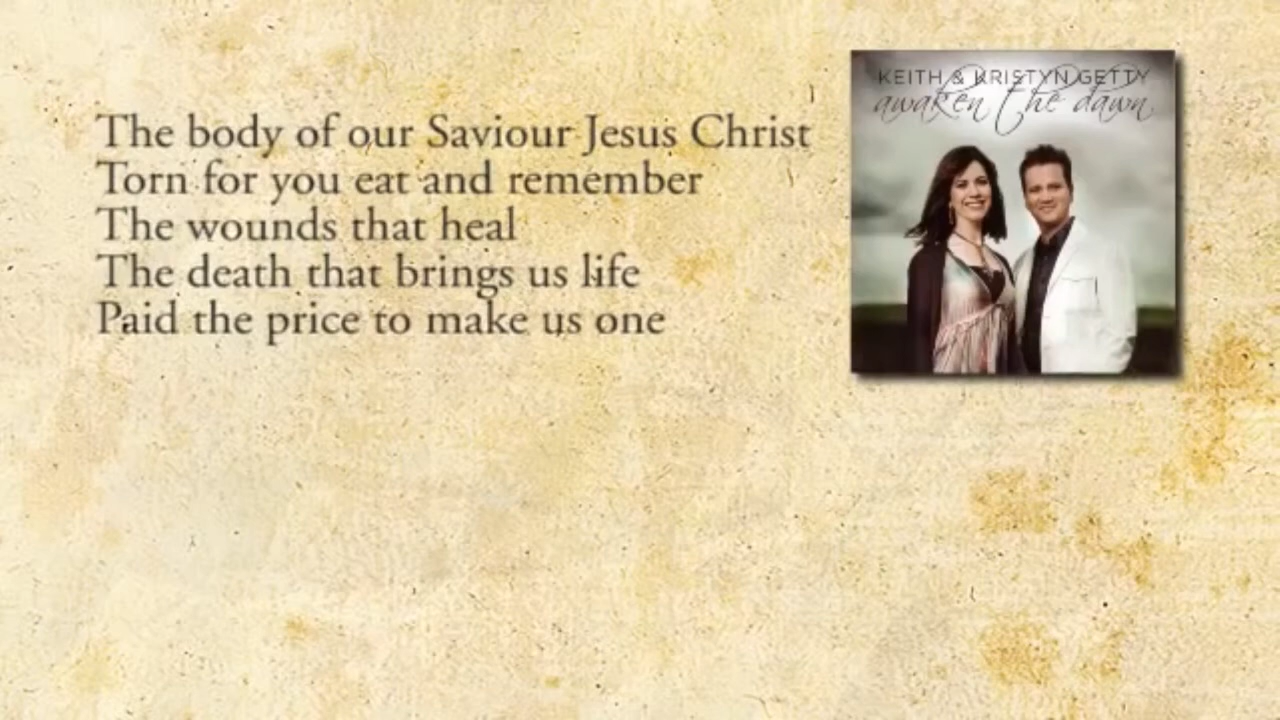 The body of our Saviour Jesus Christ
Torn for you eat and remember
The wounds that heal
The death that brings us life
Paid the price to make us one
KEITH & KRISTYN GETTY
awaken the dawn